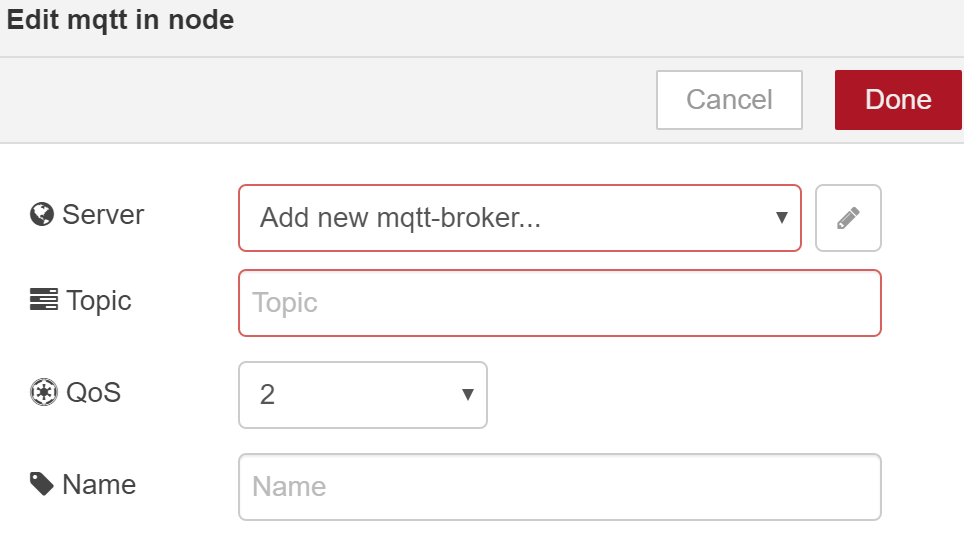 Edit mqtt in node
Cancel Done
Server Add new mqtt-broker...
Topic Topic
QoS 2
Name Name